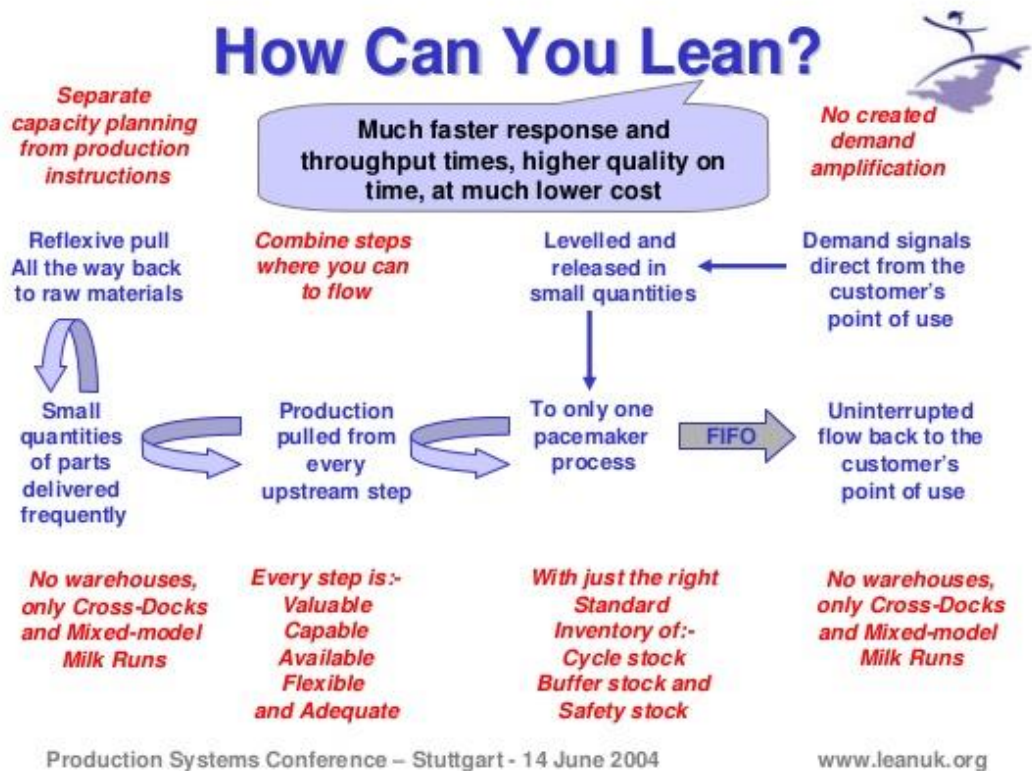 How Can You Lean?
Separate
capacity planning
from production
instructions
Much faster response and
throughput times, higher quality on
time, at much lower cost
No created
demand
amplification
Reflexive pull
All the way back
to raw materials
Combine steps
where you can
to flow
Levelled and
released in
small quantities
Demand signals
direct from the
customer's
point of use
Small
quantities
of parts
delivered
frequently
Production
pulled from
every
upstream step
To only one
pacemaker
process
FIFO
Uninterrupted
flow back to the
customer's
point of use
No warehouses,
only Cross-Docks
and Mixed-model
Milk Runs
Every step is:-
Valuable
Capable
Available
Flexible
and Adequate
With just the right
Standard
Inventory of:-
Cycle stock
Buffer stock and
Safety stock
No warehouses,
only Cross-Docks
and Mixed-model
Milk Runs
Production Systems Conference – Stuttgart - 14 June 2004
www.leanuk.org